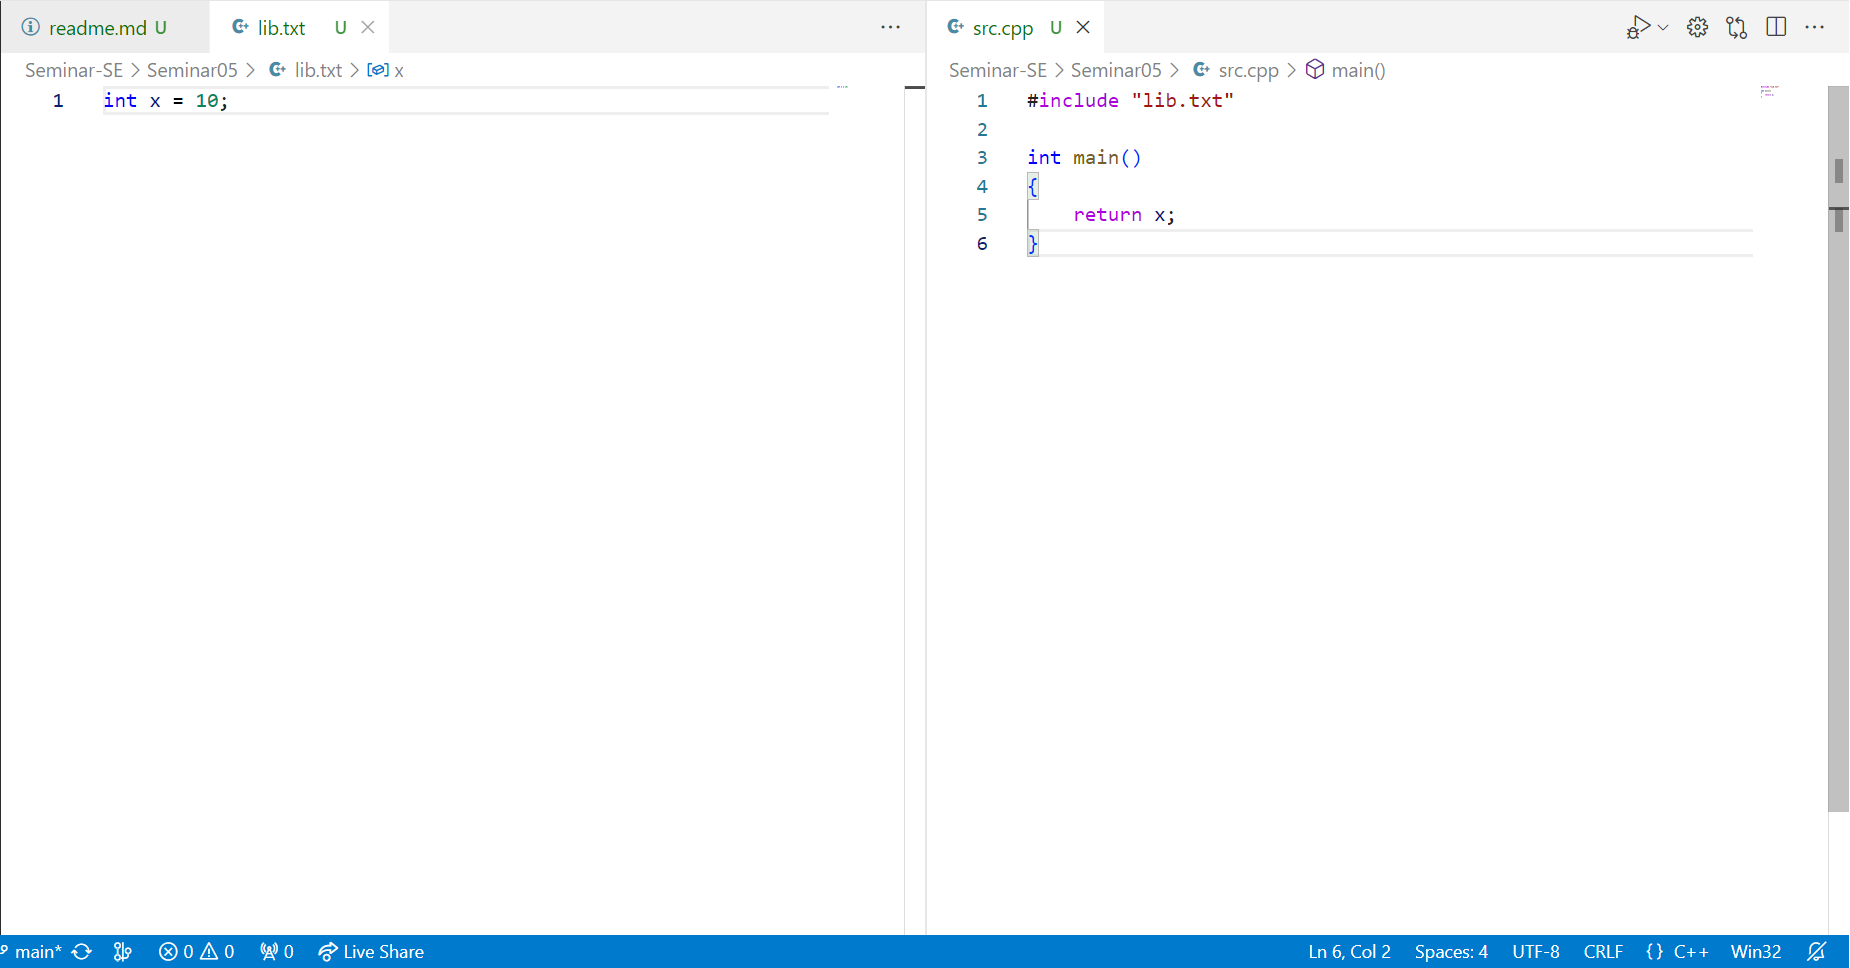 readme.md U lib.txt U
Seminar-SE > Seminar05 > lib.txt > x
1 int x = 10;
src.cpp U
Seminar-SE > Seminar05 > src.cpp > main()
1 #include "lib.txt"
2
3 int main()
4 {
5     return x;
6 }
main* 0 0 0 Live Share Ln 6, Col 2 Spaces: 4 UTF-8 CRLF {} C++ Win32